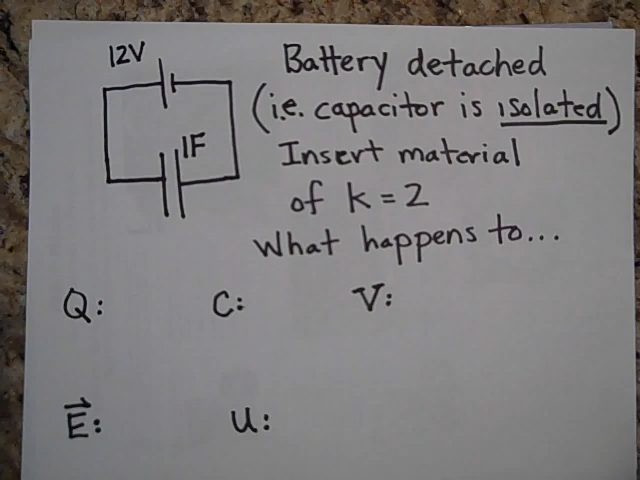 12V
1F
Battery detached
(i.e. capacitor is isolated)
Insert material
of k = 2
What happens to...
Q: C: V:
E: U: